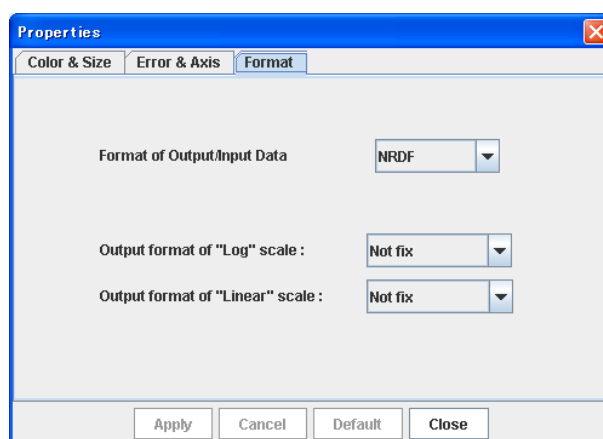 Properties
Color & Size Error & Axis Format
Format of Output/Input Data NRDF
Output format of "Log" scale : Not fix
Output format of "Linear" scale : Not fix
Apply Cancel Default Close